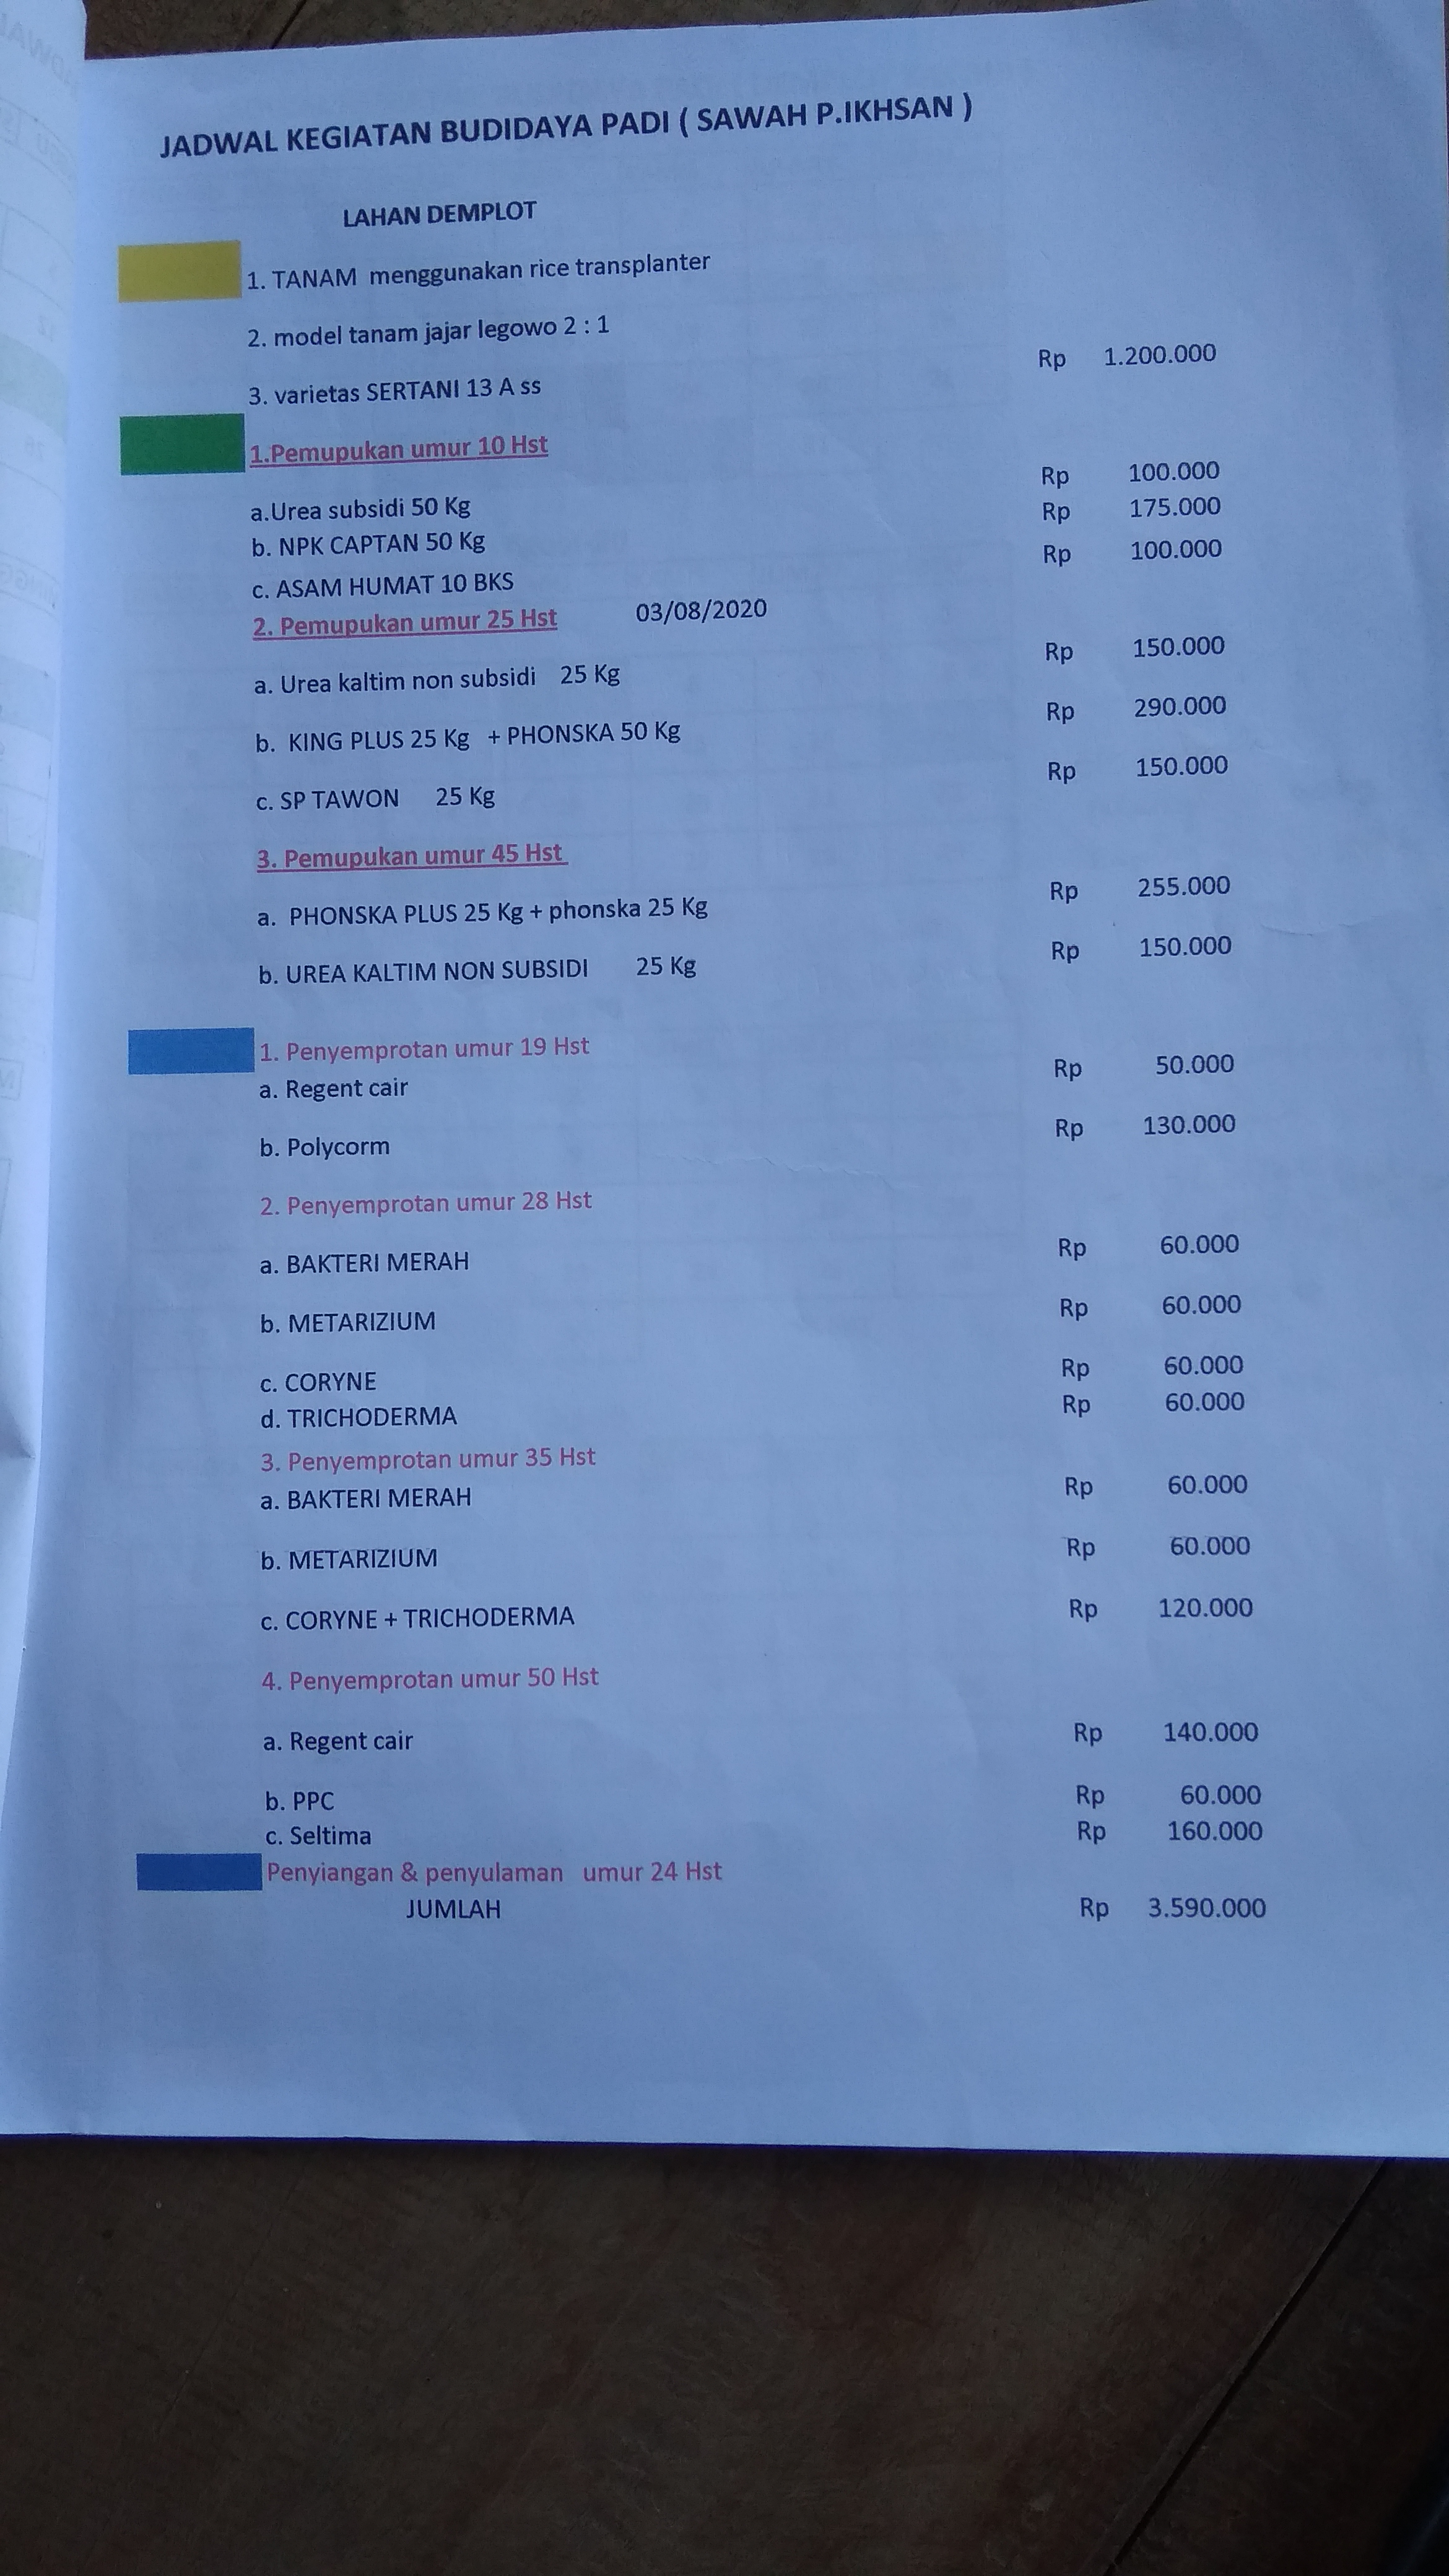 JADWAL KEGIATAN BUDIDAYA PADI ( SAWAH P.IKHSAN )
LAHAN DEMPLOT
1. TANAM menggunakan rice transplanter
2. model tanam jajar legowo 2 : 1
3. varietas SERTANI 13 A ss Rp 1.200.000
1.Pemupukan umur 10 Hst
a.Urea subsidi 50 Kg Rp 100.000
b. NPK CAPTAN 50 Kg Rp 175.000
c. ASAM HUMAT 10 BKS Rp 100.000
2. Pemupukan umur 25 Hst 03/08/2020
a. Urea kaltim non subsidi 25 Kg Rp 150.000
b. KING PLUS 25 Kg + PHONSKA 50 Kg Rp 290.000
c. SP TAWON 25 Kg Rp 150.000
3. Pemupukan umur 45 Hst
a. PHONSKA PLUS 25 Kg + phonska 25 Kg Rp 255.000
b. UREA KALTIM NON SUBSIDI 25 Kg Rp 150.000
1. Penyemprotan umur 19 Hst
a. Regent cair Rp 50.000
b. Polycorm Rp 130.000
2. Penyemprotan umur 28 Hst
a. BAKTERI MERAH Rp 60.000
b. METARIZIUM Rp 60.000
c. CORYNE Rp 60.000
d. TRICHODERMA Rp 60.000
3. Penyemprotan umur 35 Hst
a. BAKTERI MERAH Rp 60.000
b. METARIZIUM Rp 60.000
c. CORYNE + TRICHODERMA Rp 120.000
4. Penyemprotan umur 50 Hst
a. Regent cair Rp 140.000
b. PPC Rp 60.000
c. Seltima Rp 160.000
Penyiangan & penyulaman umur 24 Hst
JUMLAH Rp 3.590.000